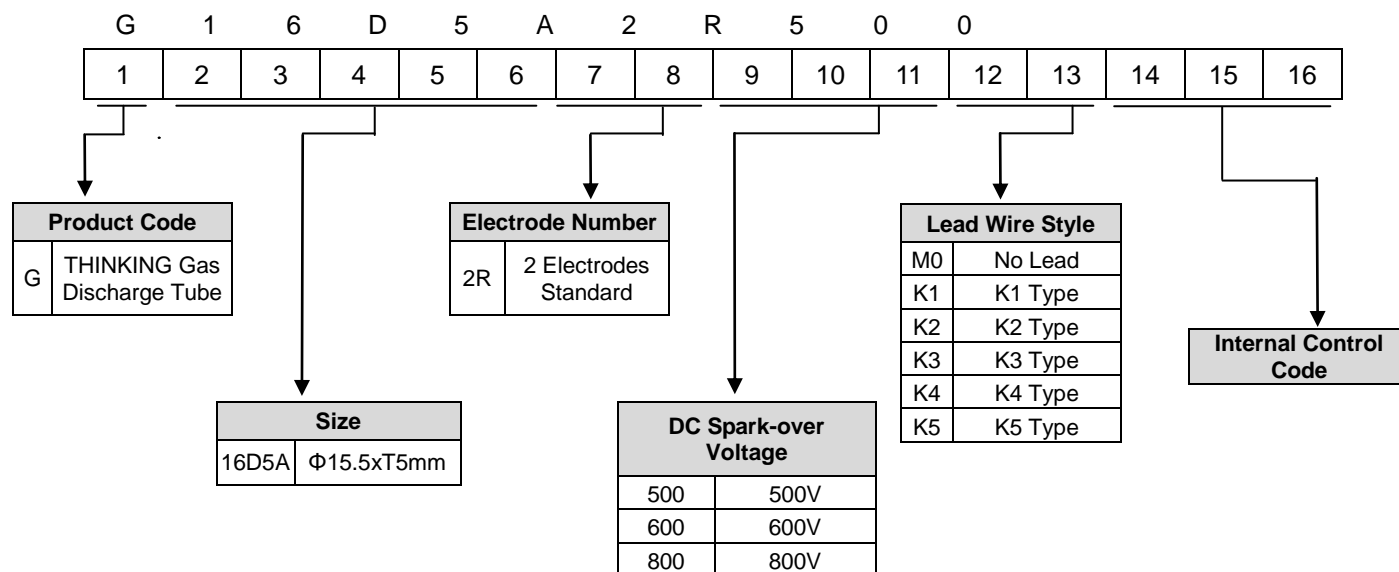 G 1 6 D 5 A 2 R 5 0 0
1 2 3 4 5 6 7 8 9 10 11 12 13 14 15 16
.
Product Code
G THINKING Gas
Discharge Tube
Electrode Number
2R 2 Electrodes
Standard
Lead Wire Style
M0 No Lead
K1 K1 Type
K2 K2 Type
K3 K3 Type
K4 K4 Type
K5 K5 Type
Internal Control
Code
Size
16D5A Φ15.5xT5mm
DC Spark-over
Voltage
500 500V
600 600V
800 800V